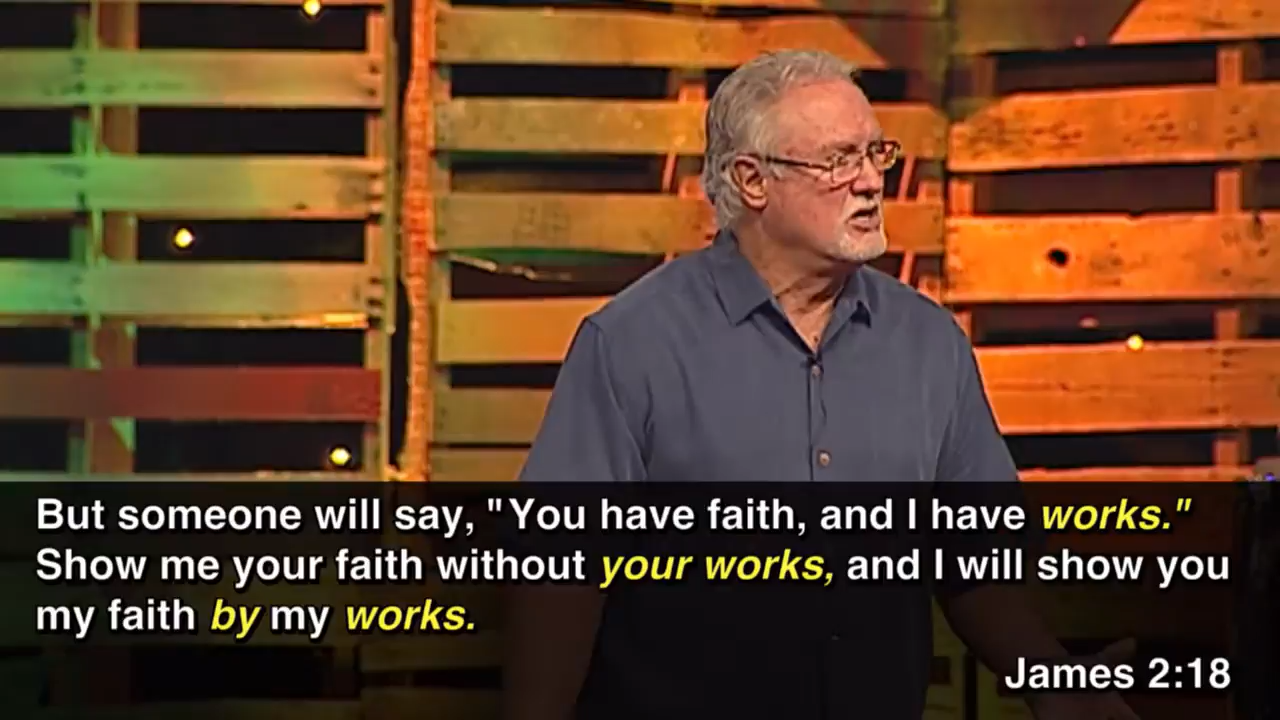 But someone will say, "You have faith, and I have works."
Show me your faith without your works, and I will show you
my faith by my works.
James 2:18